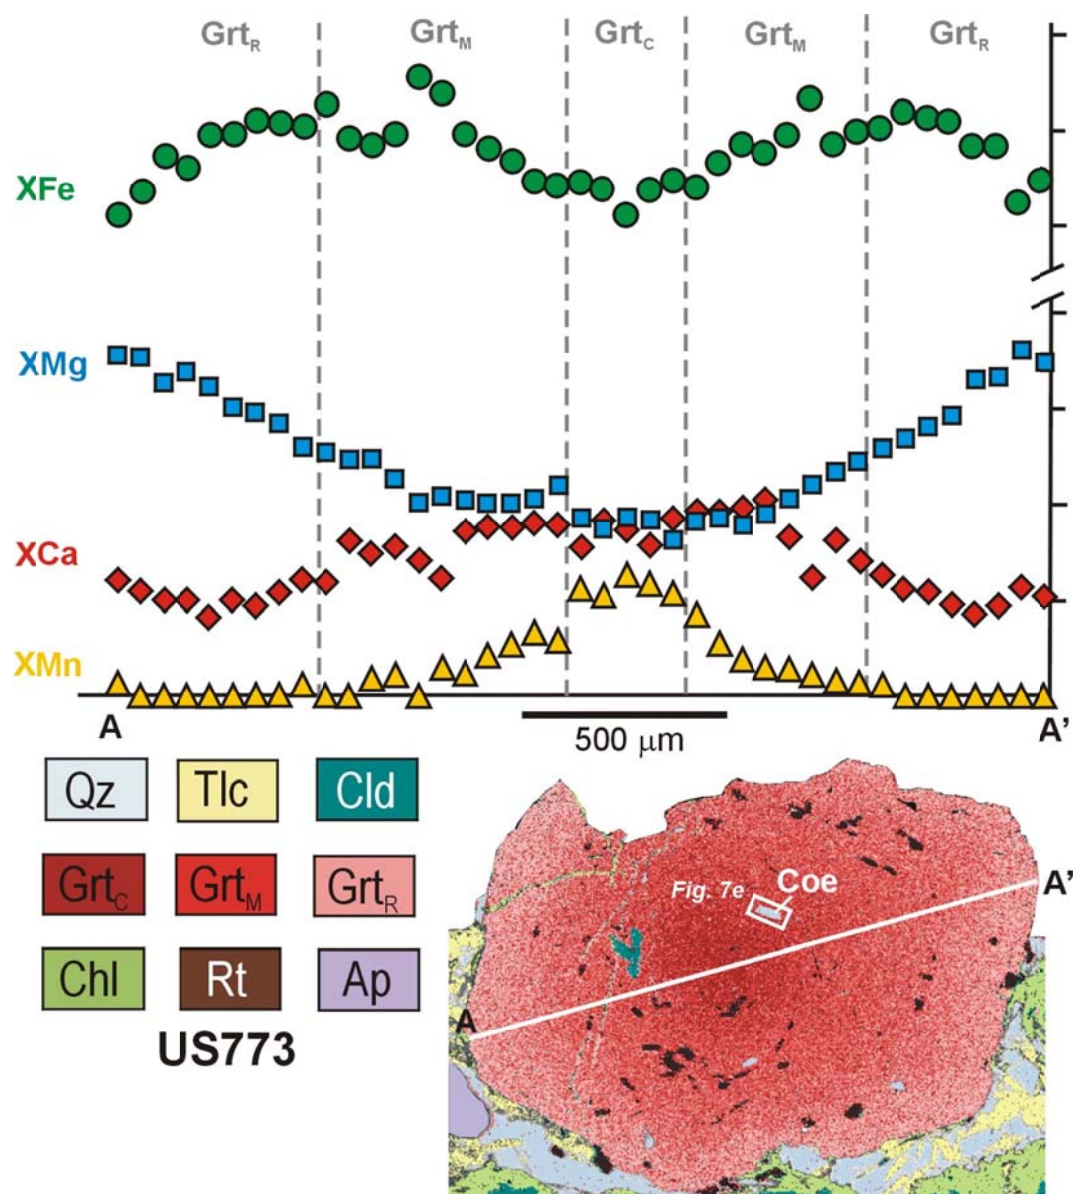 GrtR GrtM GrtC GrtM GrtR
XFe
XMg
XCa
XMn
A A'
500 μm
Qz Tlc Cld
GrtC GrtM GrtR
Chl Rt Ap
US773
Fig. 7e Coe
A'
A